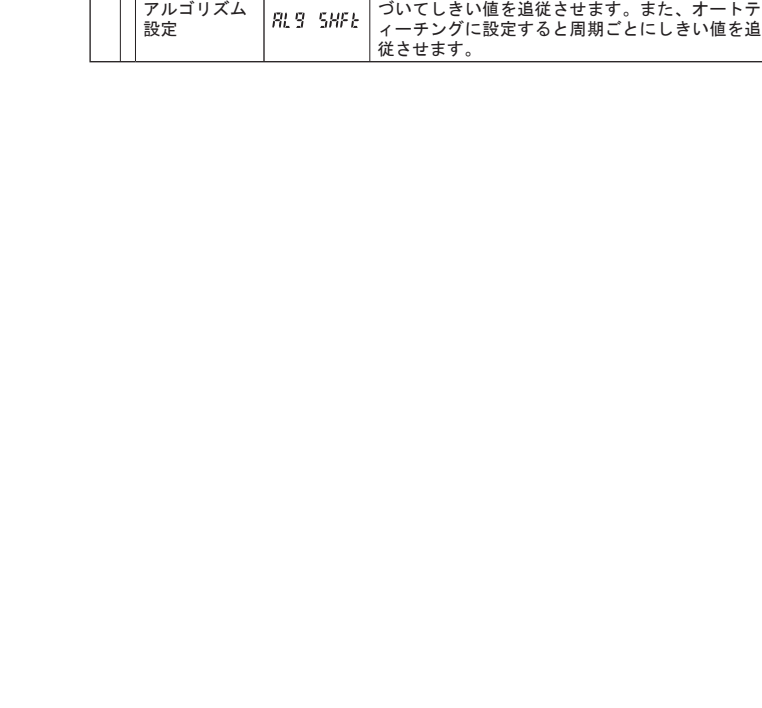 アルゴリズム
設定
ALG SHFt
づいてしきい値を追従させます。また、オートテ
ィーチングに設定すると周期ごとにしきい値を追
従させます。